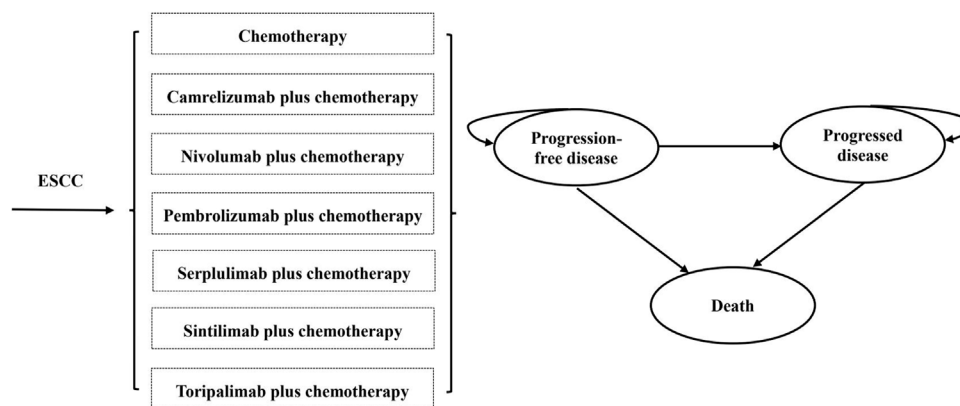 ESCC
Chemotherapy
Camrelizumab plus chemotherapy
Nivolumab plus chemotherapy
Pembrolizumab plus chemotherapy
Serplulimab plus chemotherapy
Sintilimab plus chemotherapy
Toripalimab plus chemotherapy
Progression-
free disease
Progressed
disease
Death